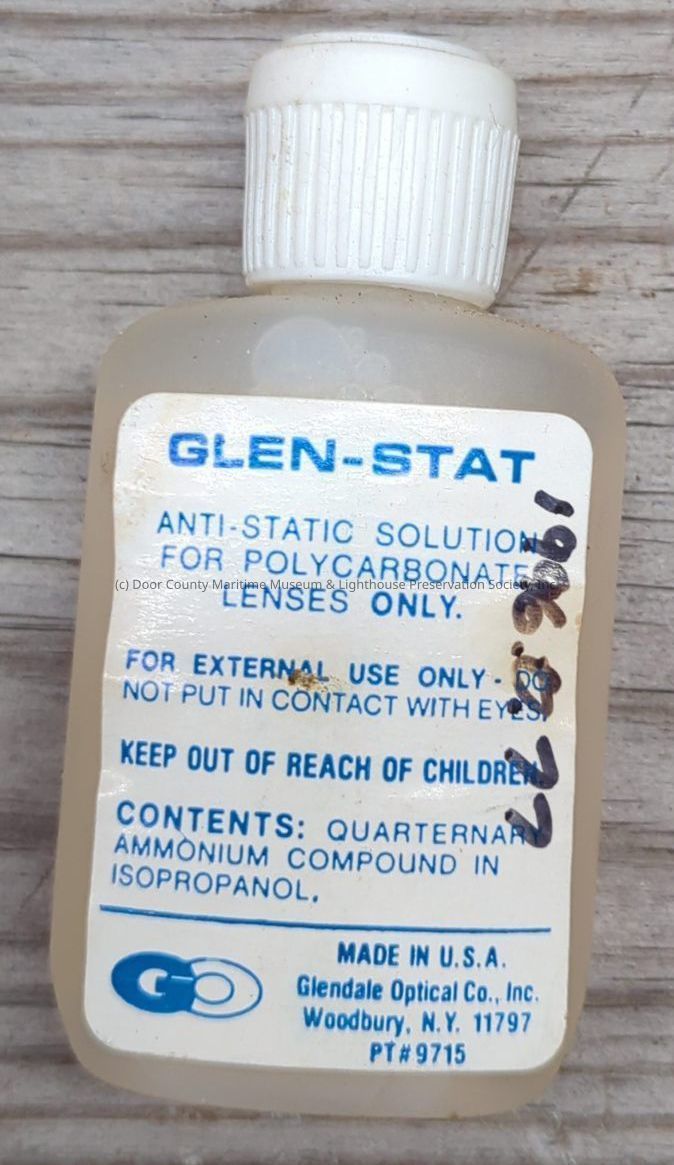 GLEN-STAT
ANTI-STATIC SOLUTION
FOR POLYCARBONATE
(c) Door County Maritime Museum & Lighthouse Preservation Society, Inc.
LENSES ONLY.
FOR EXTERNAL USE ONLY - DO
NOT PUT IN CONTACT WITH EYES.
KEEP OUT OF REACH OF CHILDREN
CONTENTS: QUARTERNARY
AMMONIUM COMPOUND IN
ISOPROPANOL.
GO
MADE IN U.S.A.
Glendale Optical Co., Inc.
Woodbury, N.Y. 11797
PT#9715